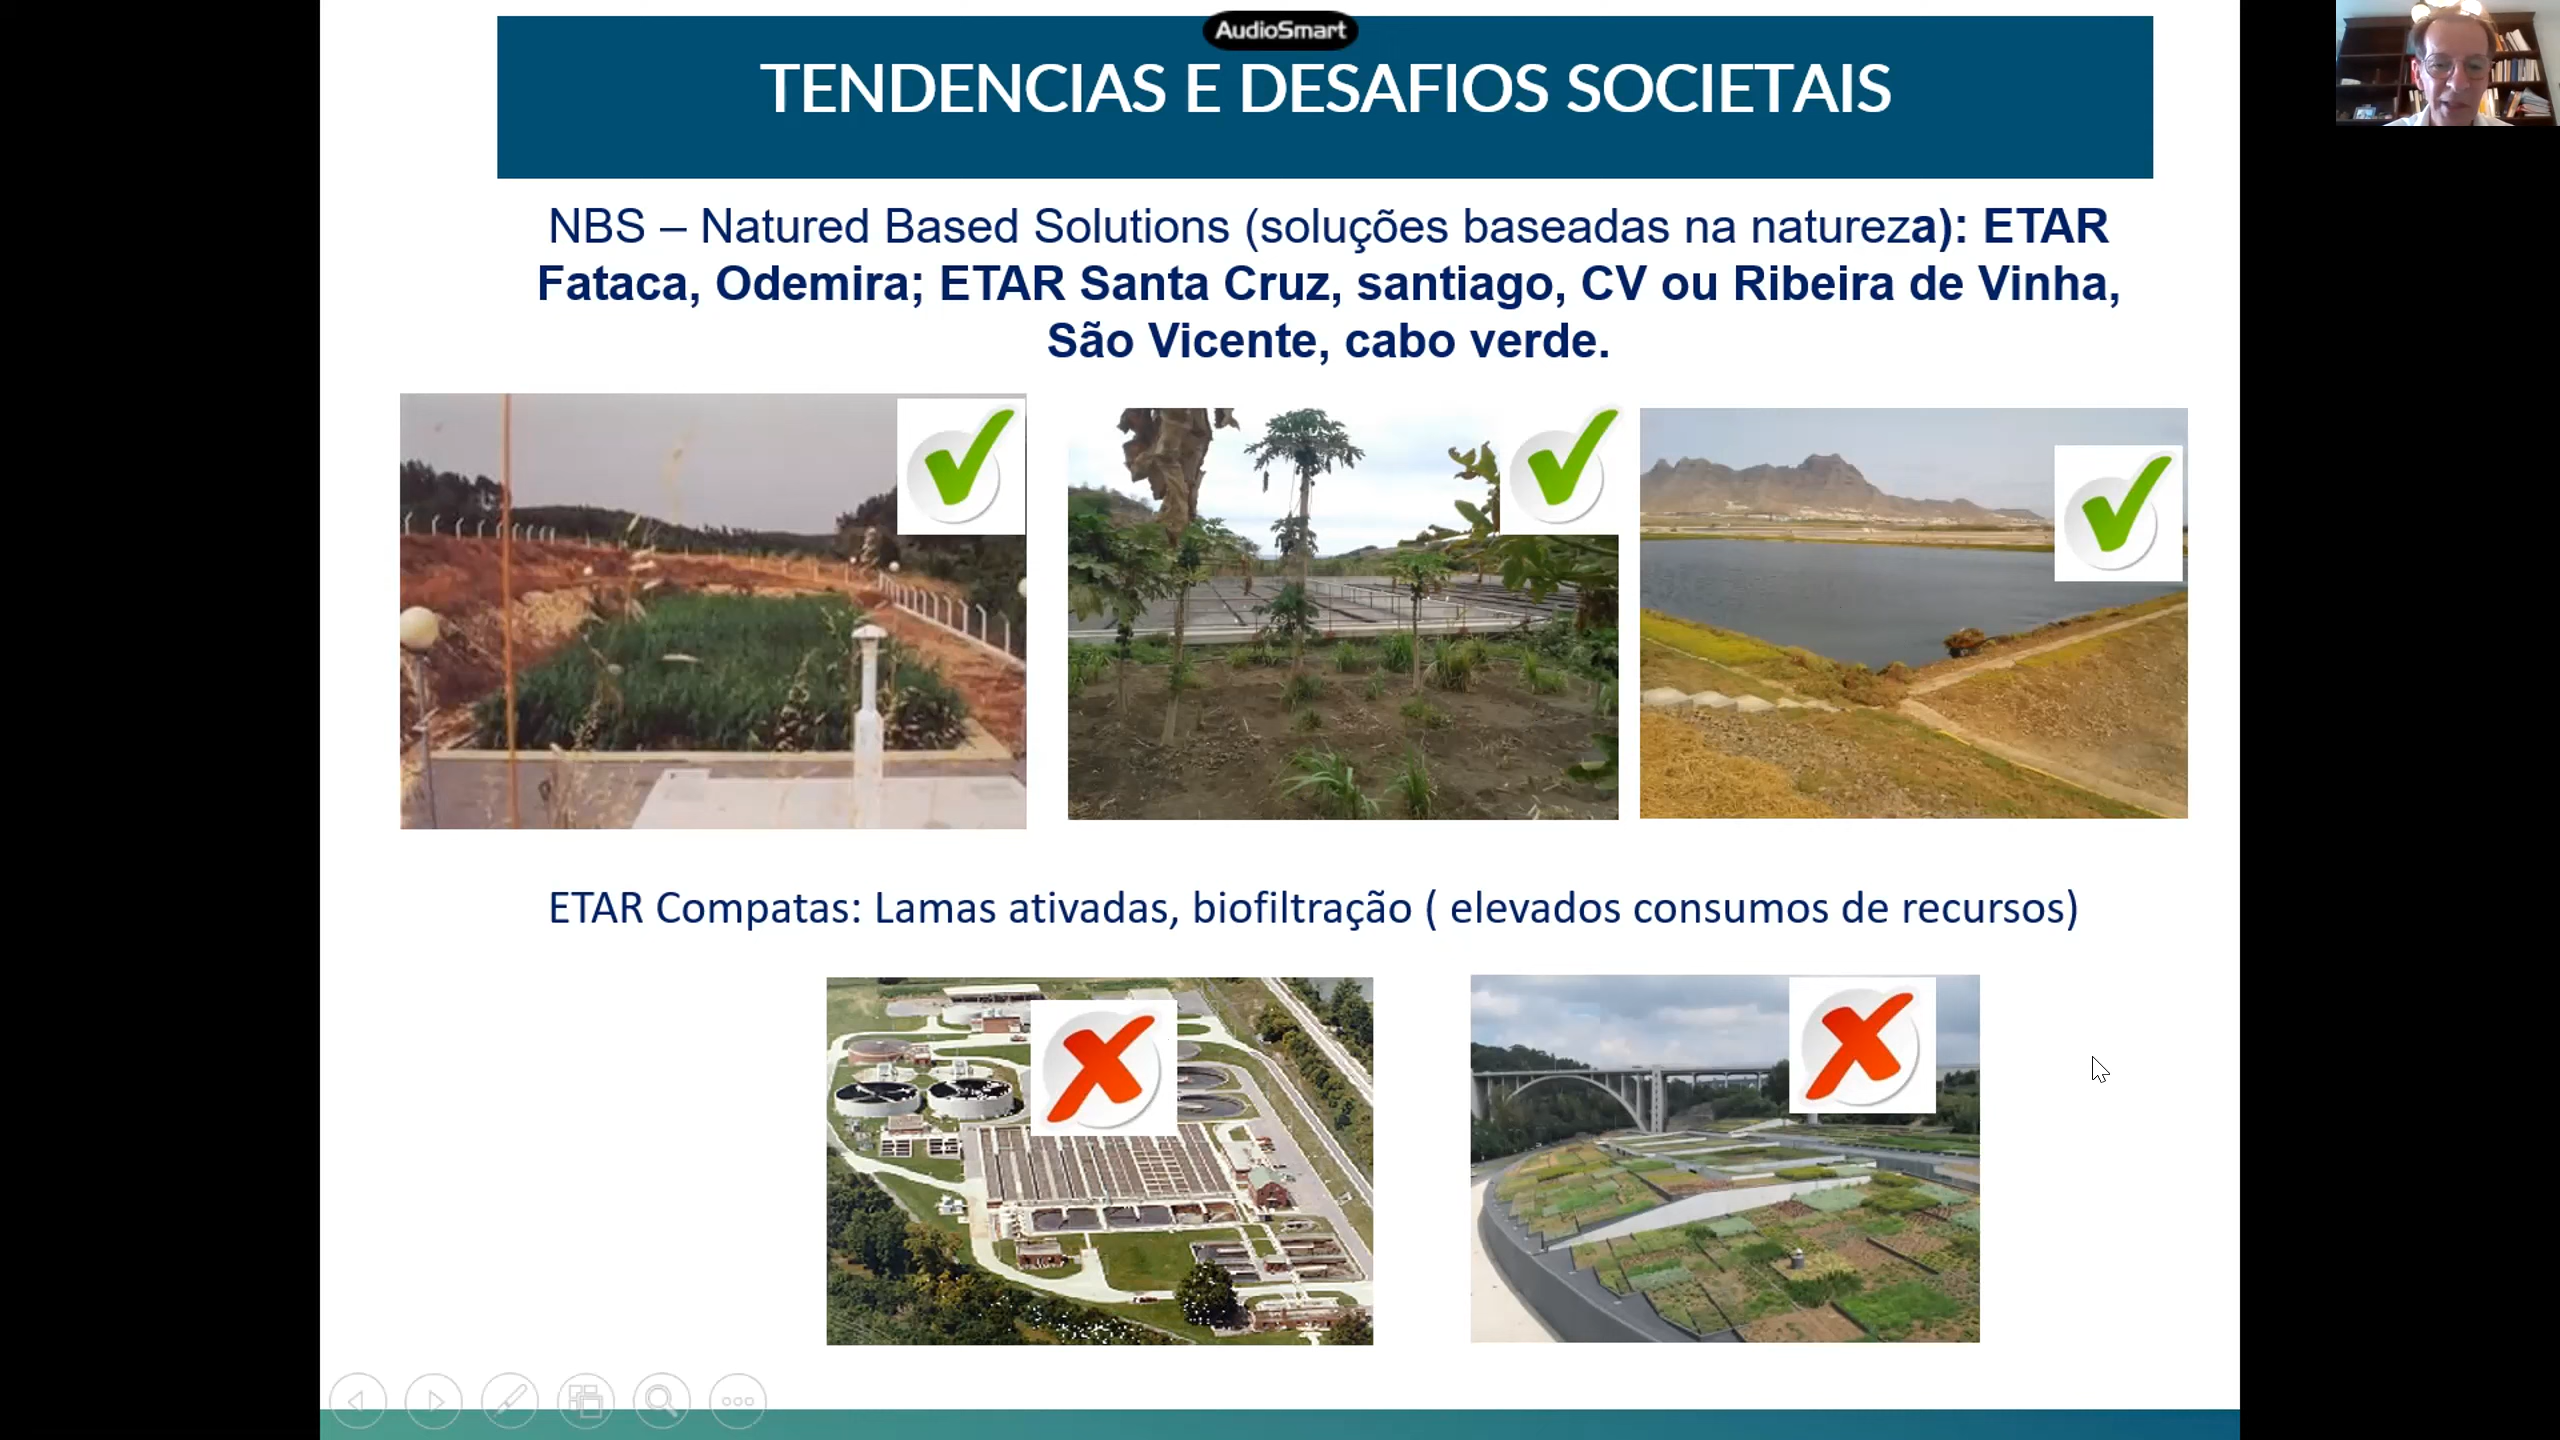 AudioSmart
TENDENCIAS E DESAFIOS SOCIETAIS
NBS – Natured Based Solutions (soluções baseadas na natureza): ETAR
Fataca, Odemira; ETAR Santa Cruz, santiago, CV ou Ribeira de Vinha,
São Vicente, cabo verde.
ETAR Compatas: Lamas ativadas, biofiltração ( elevados consumos de recursos)